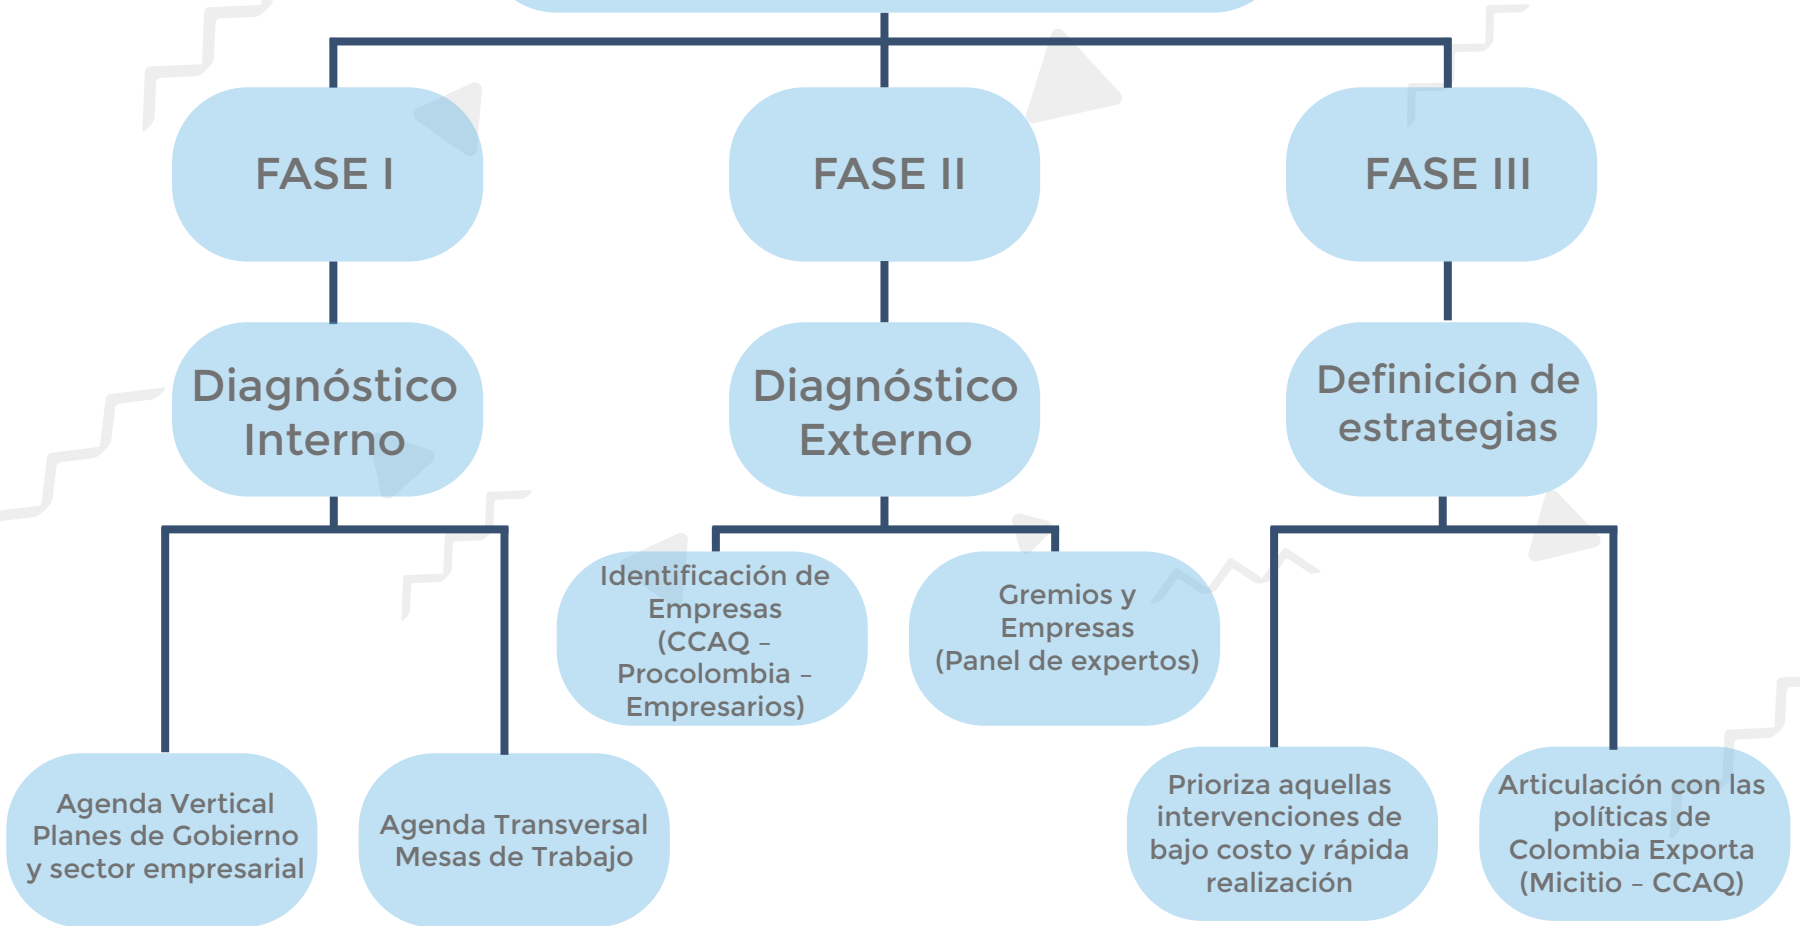 FASE I
FASE II
FASE III
Diagnóstico
Interno
Diagnóstico
Externo
Definición de
estrategias
Identificación de
Empresas
(CCAQ –
Procolombia –
Empresarios)
Gremios y
Empresas
(Panel de expertos)
Agenda Vertical
Planes de Gobierno
y sector empresarial
Agenda Transversal
Mesas de Trabajo
Prioriza aquellas
intervenciones de
bajo costo y rápida
realización
Articulación con las
políticas de
Colombia Exporta
(Micitio – CCAQ)